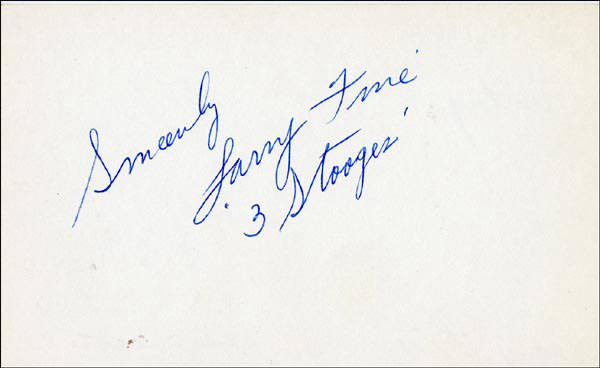 Sincerely
Larry Fine
3 Stooges